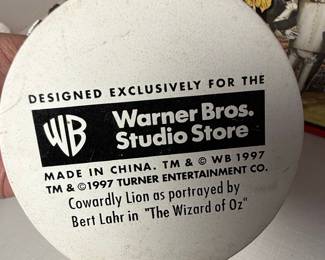 DESIGNED EXCLUSIVELY FOR THE
WB Warner Bros.
Studio Store
MADE IN CHINA. TM & © WB 1997
TM & ©1997 TURNER ENTERTAINMENT CO.
Cowardly Lion as portrayed by
Bert Lahr in "The Wizard of Oz"